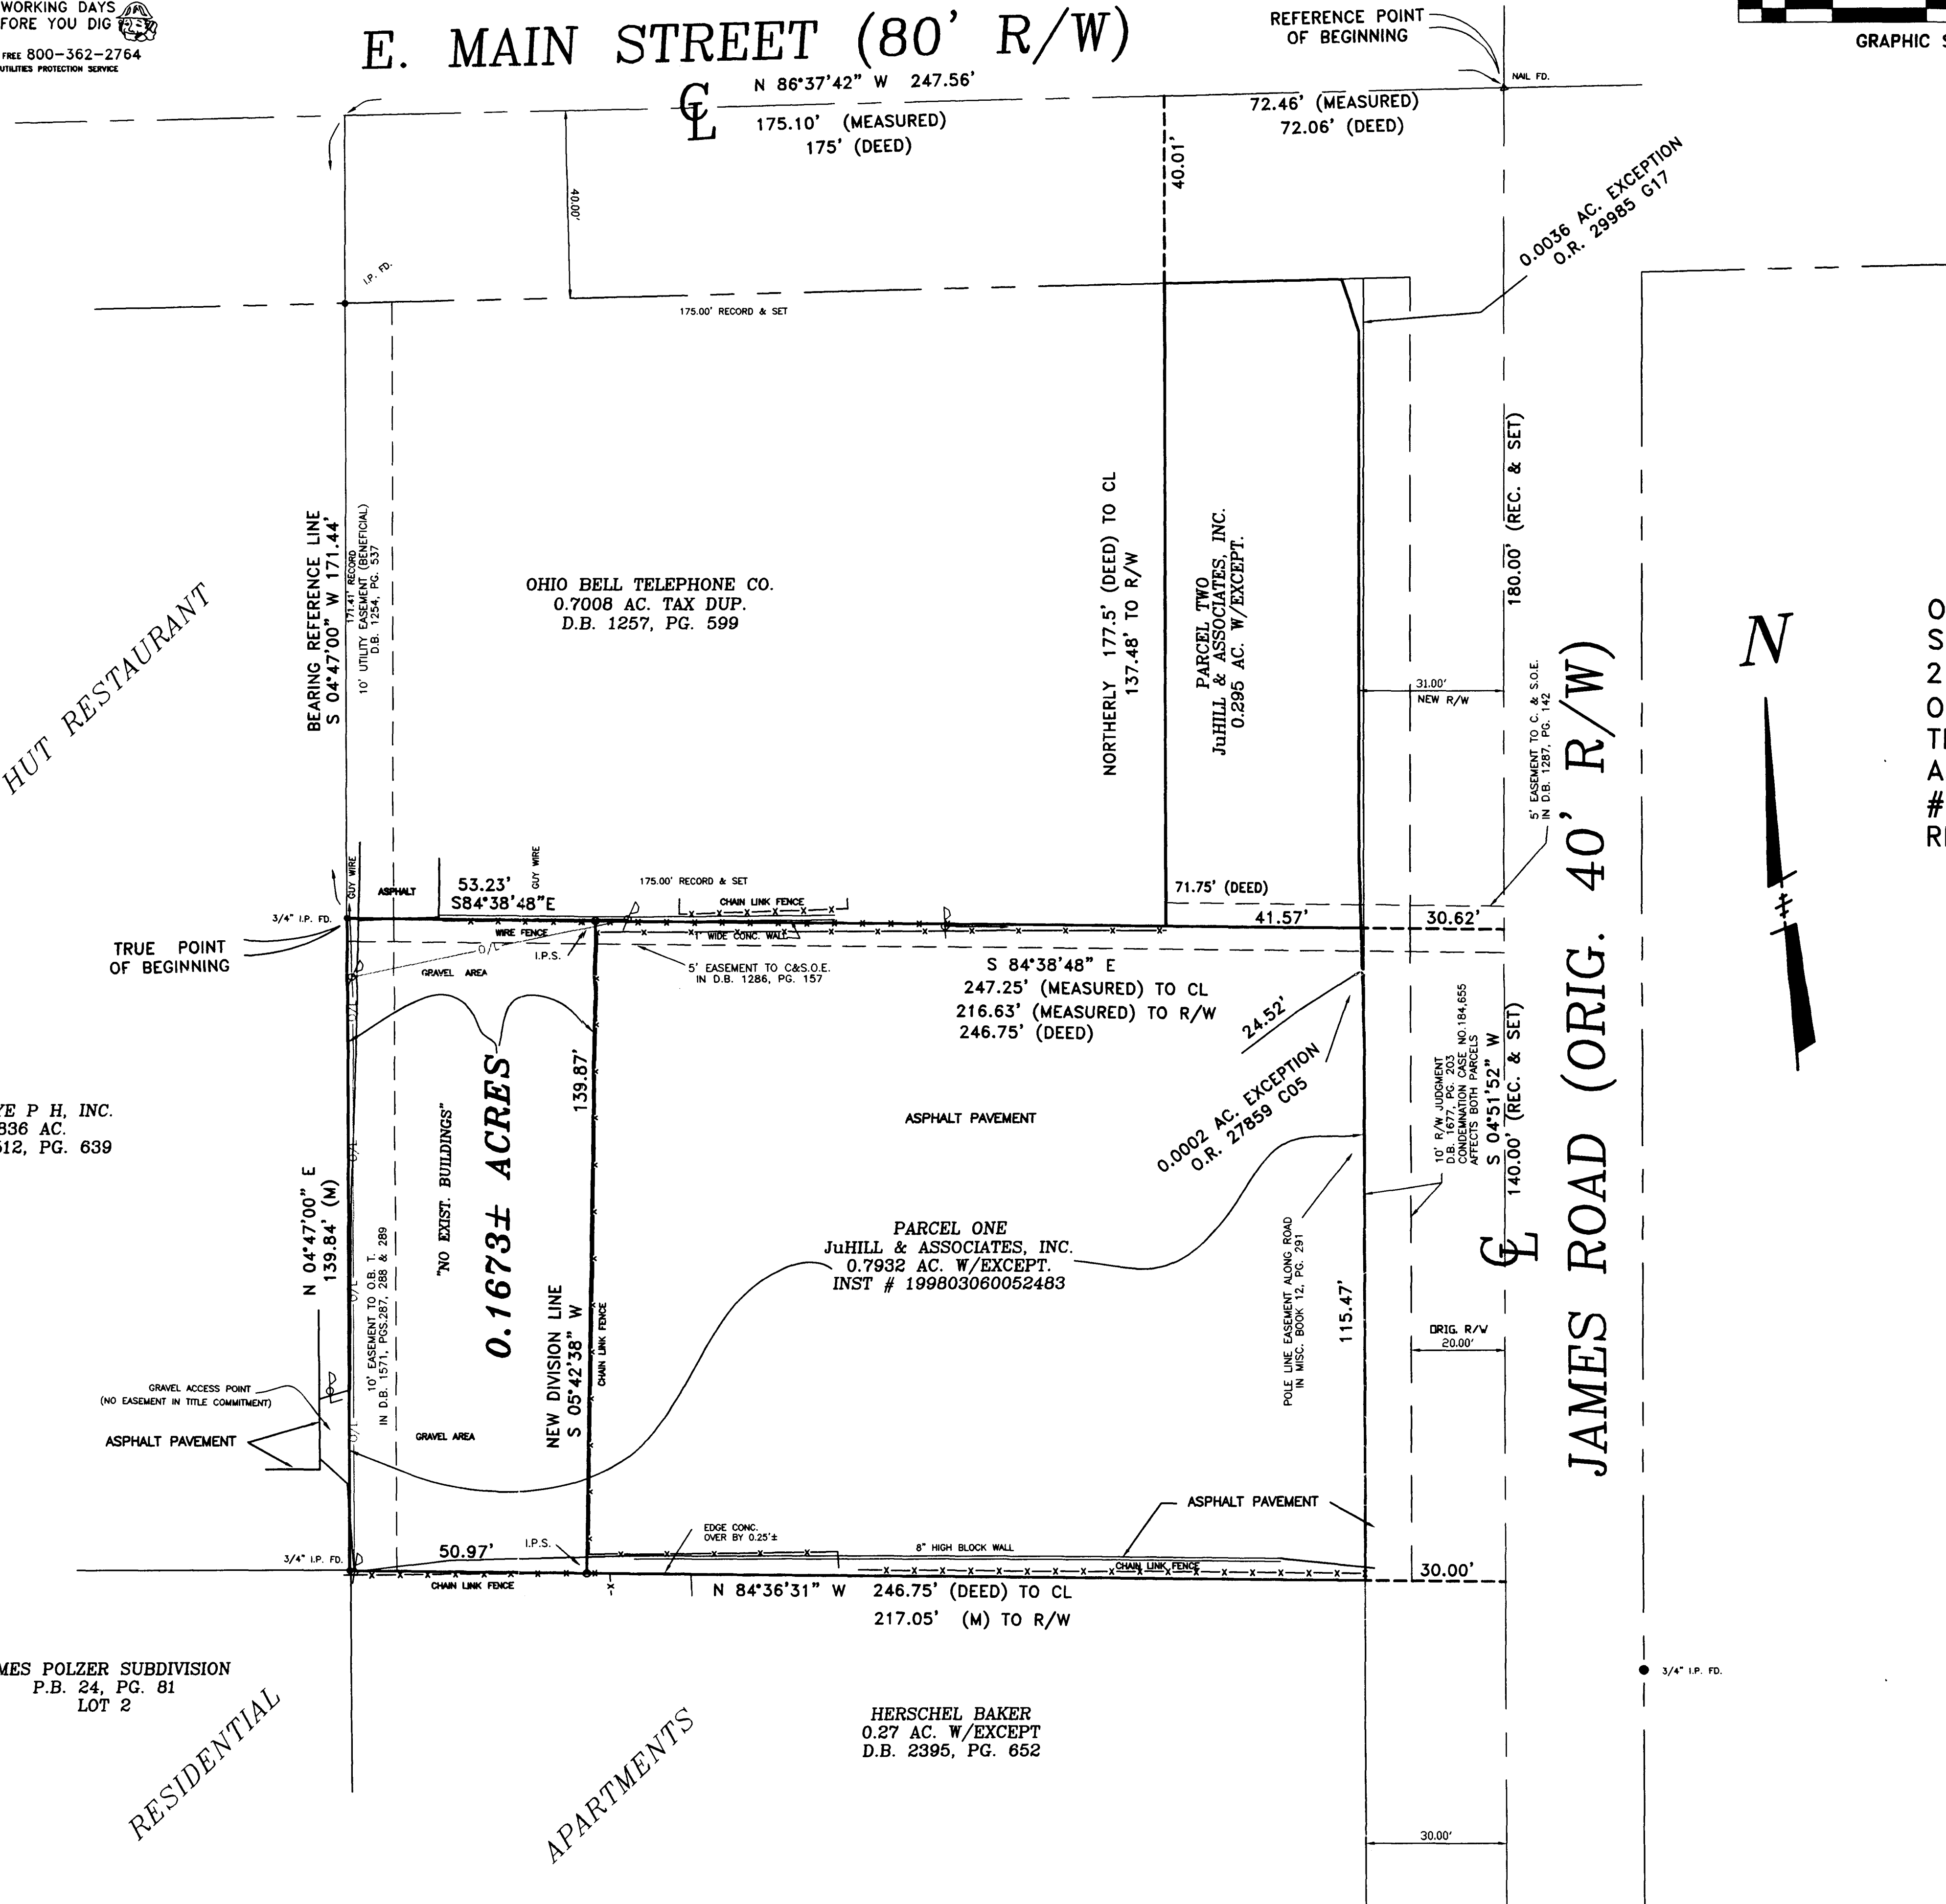 WORKING DAYS
FORE YOU DIG
FREE 800-362-2764
UTILITIES PROTECTION SERVICE
E. MAIN STREET (80' R/W)
N 86°37'42" W 247.56'
CL
175.10' (MEASURED)
175' (DEED)
REFERENCE POINT
OF BEGINNING
NAIL FD.
72.46' (MEASURED)
72.06' (DEED)
GRAPHIC S
40.01'
40.00'
0.0036 AC. EXCEPTION
O.R. 29985 G17
I.P. FD.
175.00' RECORD & SET
BEARING REFERENCE LINE
S 04°47'00" W 171.44'
171.41' RECORD
10' UTILITY EASEMENT (BENEFICIAL)
D.B. 1254, PG. 537
OHIO BELL TELEPHONE CO.
0.7008 AC. TAX DUP.
D.B. 1257, PG. 599
NORTHERLY 177.5' (DEED) TO CL
137.48' TO R/W
PARCEL TWO
JuHILL & ASSOCIATES, INC.
0.295 AC. W/EXCEPT.
180.00' (REC. & SET)
31.00'
NEW R/W
5' EASEMENT TO C. & S.O.E.
IN D.B. 1287, PG. 142
JAMES ROAD (ORIG. 40' R/W)
N
O
S
2
O
T
A
#
R
HUT RESTAURANT
GUY WIRE
ASPHALT
53.23'
S84°38'48"E
GUY WIRE
175.00' RECORD & SET
CHAIN LINK FENCE
71.75' (DEED)
41.57'
30.62'
3/4" I.P. FD.
TRUE POINT
OF BEGINNING
WIRE FENCE
O/L
I.P.S.
1' WIDE CONC. WALL
GRAVEL AREA
5' EASEMENT TO C&S.O.E.
IN D.B. 1286, PG. 157
S 84°38'48" E
247.25' (MEASURED) TO CL
216.63' (MEASURED) TO R/W
246.75' (DEED)
24.52'
0.0002 AC. EXCEPTION
O.R. 27859 C05
10' R/W JUDGMENT
D.B. 1677, PG. 203
CONDEMNATION CASE NO.184,655
AFFECTS BOTH PARCELS
S 04°51'52" W
140.00' (REC. & SET)
CL
YE P H, INC.
836 AC.
512, PG. 639
N 04°47'00" E
139.84' (M)
O/L
O/L
O/L
O/L
10' EASEMENT TO O.B. T.
IN D.B. 1571, PGS.287, 288 & 289
"NO EXIST. BUILDINGS"
0.1673± ACRES
139.87'
NEW DIVISION LINE
S 05°42'38" W
CHAIN LINK FENCE
ASPHALT PAVEMENT
PARCEL ONE
JuHILL & ASSOCIATES, INC.
0.7932 AC. W/EXCEPT.
INST # 199803060052483
POLE LINE EASEMENT ALONG ROAD
IN MISC. BOOK 12, PG. 291
115.47'
ORIG. R/W
20.00'
GRAVEL ACCESS POINT
(NO EASEMENT IN TITLE COMMITMENT)
ASPHALT PAVEMENT
GRAVEL AREA
ASPHALT PAVEMENT
EDGE CONC.
OVER BY 0.25'±
8" HIGH BLOCK WALL
3/4" I.P. FD.
50.97'
I.P.S.
CHAIN LINK FENCE
CHAIN LINK FENCE
30.00'
N 84°36'31" W 246.75' (DEED) TO CL
217.05' (M) TO R/W
MES POLZER SUBDIVISION
P.B. 24, PG. 81
LOT 2
RESIDENTIAL
APARTMENTS
HERSCHEL BAKER
0.27 AC. W/EXCEPT
D.B. 2395, PG. 652
3/4" I.P. FD.
30.00'